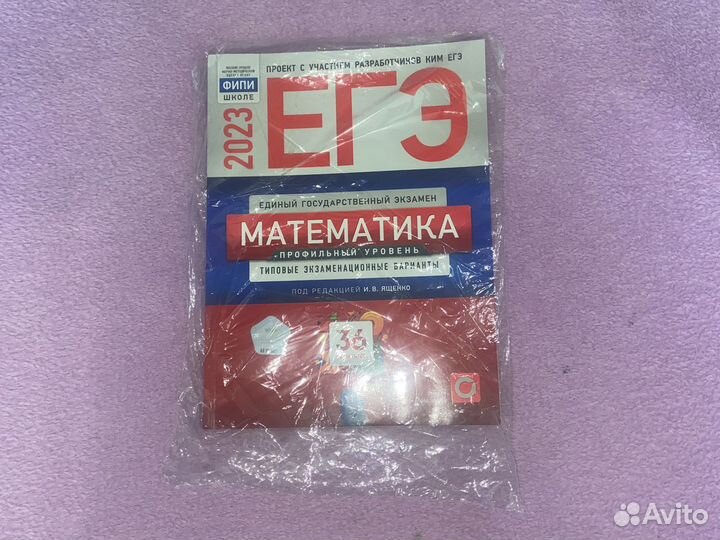 ПРОЕКТ С УЧАСТИЕМ РАЗРАБОТЧИКОВ КИМ ЕГЭ
ФИПИ
ШКОЛЕ
2023
ЕГЭ
ЕДИНЫЙ ГОСУДАРСТВЕННЫЙ ЭКЗАМЕН
МАТЕМАТИКА
ПРОФИЛЬНЫЙ УРОВЕНЬ
ТИПОВЫЕ ЭКЗАМЕНАЦИОННЫЕ ВАРИАНТЫ
ПОД РЕДАКЦИЕЙ И. В. ЯЩЕНКО
36
Avito